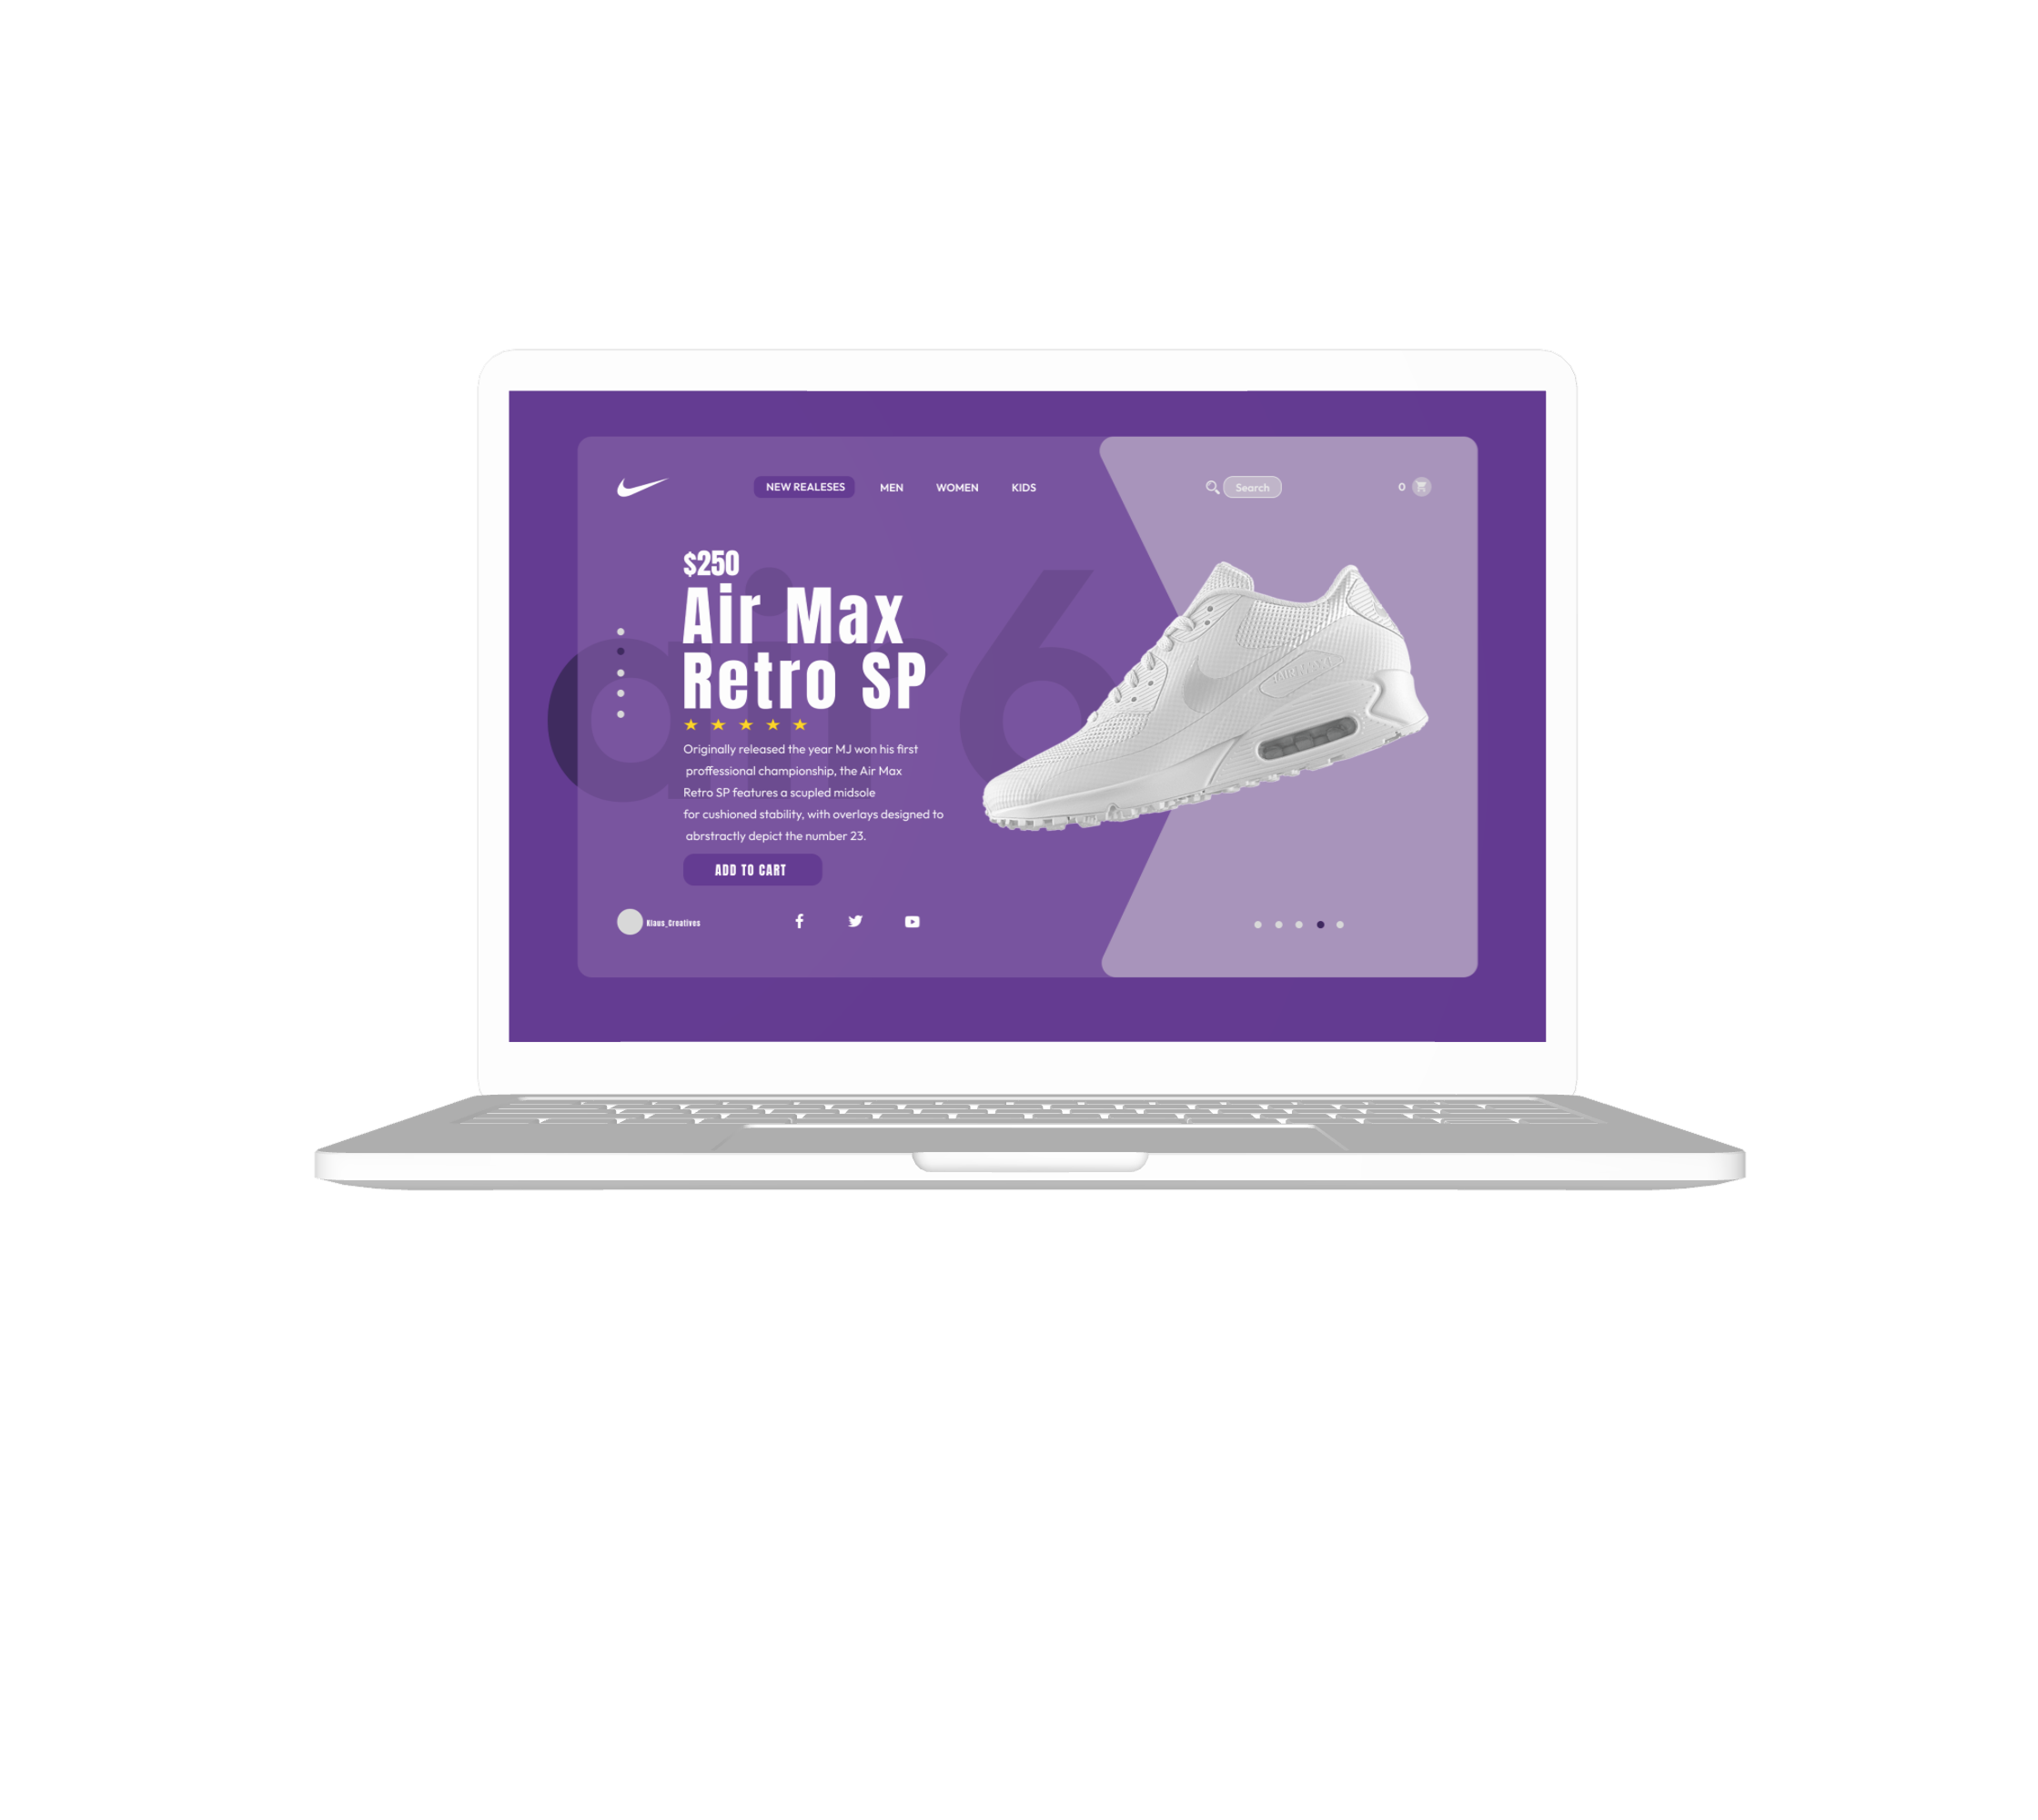 NEW REALESES MEN WOMEN KIDS Search 0
$250
Air Max
Retro SP
air6
Originally released the year MJ won his first
proffessional championship, the Air Max
Retro SP features a scupled midsole
for cushioned stability, with overlays designed to
abrstractly depict the number 23.
ADD TO CART
Klaus_Creatives